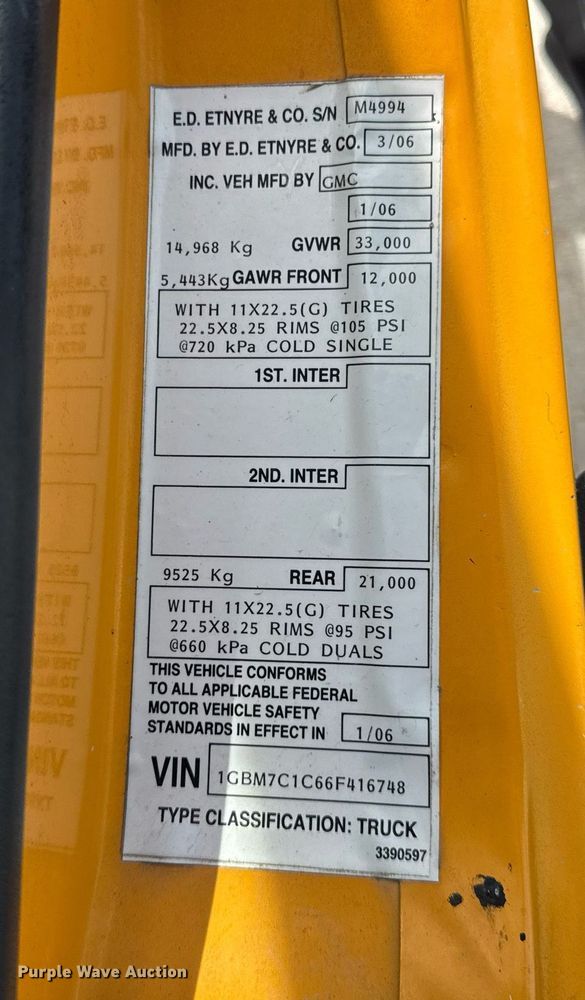 E.D. ETNYRE & CO. S/N M4994
MFD. BY E.D. ETNYRE & CO. 3/06
INC. VEH MFD BY GMC
1/06
14,968 Kg GVWR 33,000
5,443Kg GAWR FRONT 12,000
WITH 11X22.5(G) TIRES
22.5X8.25 RIMS @105 PSI
@720 kPa COLD SINGLE
1ST. INTER
2ND. INTER
9525 Kg REAR 21,000
WITH 11X22.5(G) TIRES
22.5X8.25 RIMS @95 PSI
@660 kPa COLD DUALS
THIS VEHICLE CONFORMS
TO ALL APPLICABLE FEDERAL
MOTOR VEHICLE SAFETY
STANDARDS IN EFFECT IN 1/06
VIN 1GBM7C1C66F416748
TYPE CLASSIFICATION: TRUCK
3390597
Purple Wave Auction